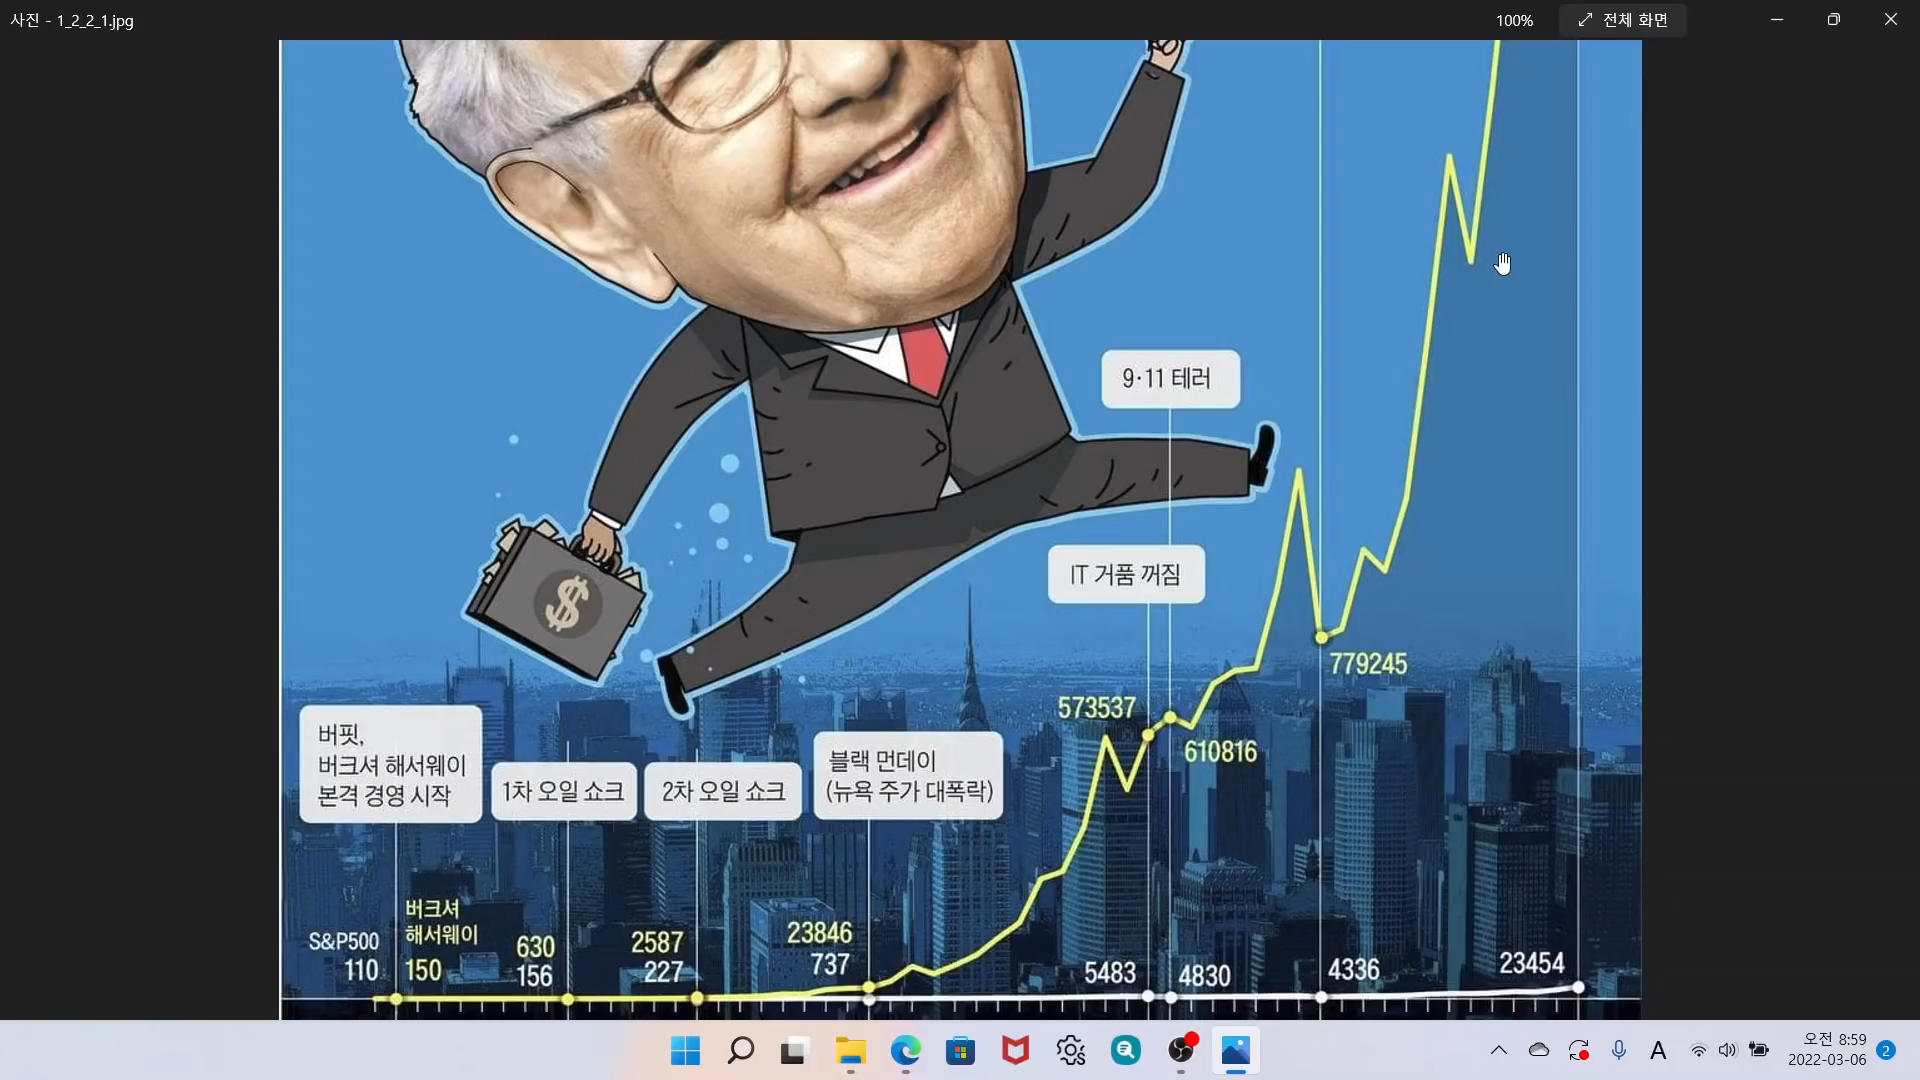 사진 - 1_2_2_1.jpg
100%
전체 화면
9·11 테러
IT 거품 꺼짐
779245
573537
610816
버핏,
버크셔 해서웨이
본격 경영 시작
1차 오일 쇼크
2차 오일 쇼크
블랙 먼데이
(뉴욕 주가 대폭락)
버크셔
해서웨이
S&P500
110
150
630
156
2587
227
23846
737
5483
4830
4336
23454
$
A
오전 8:59
2022-03-06
2